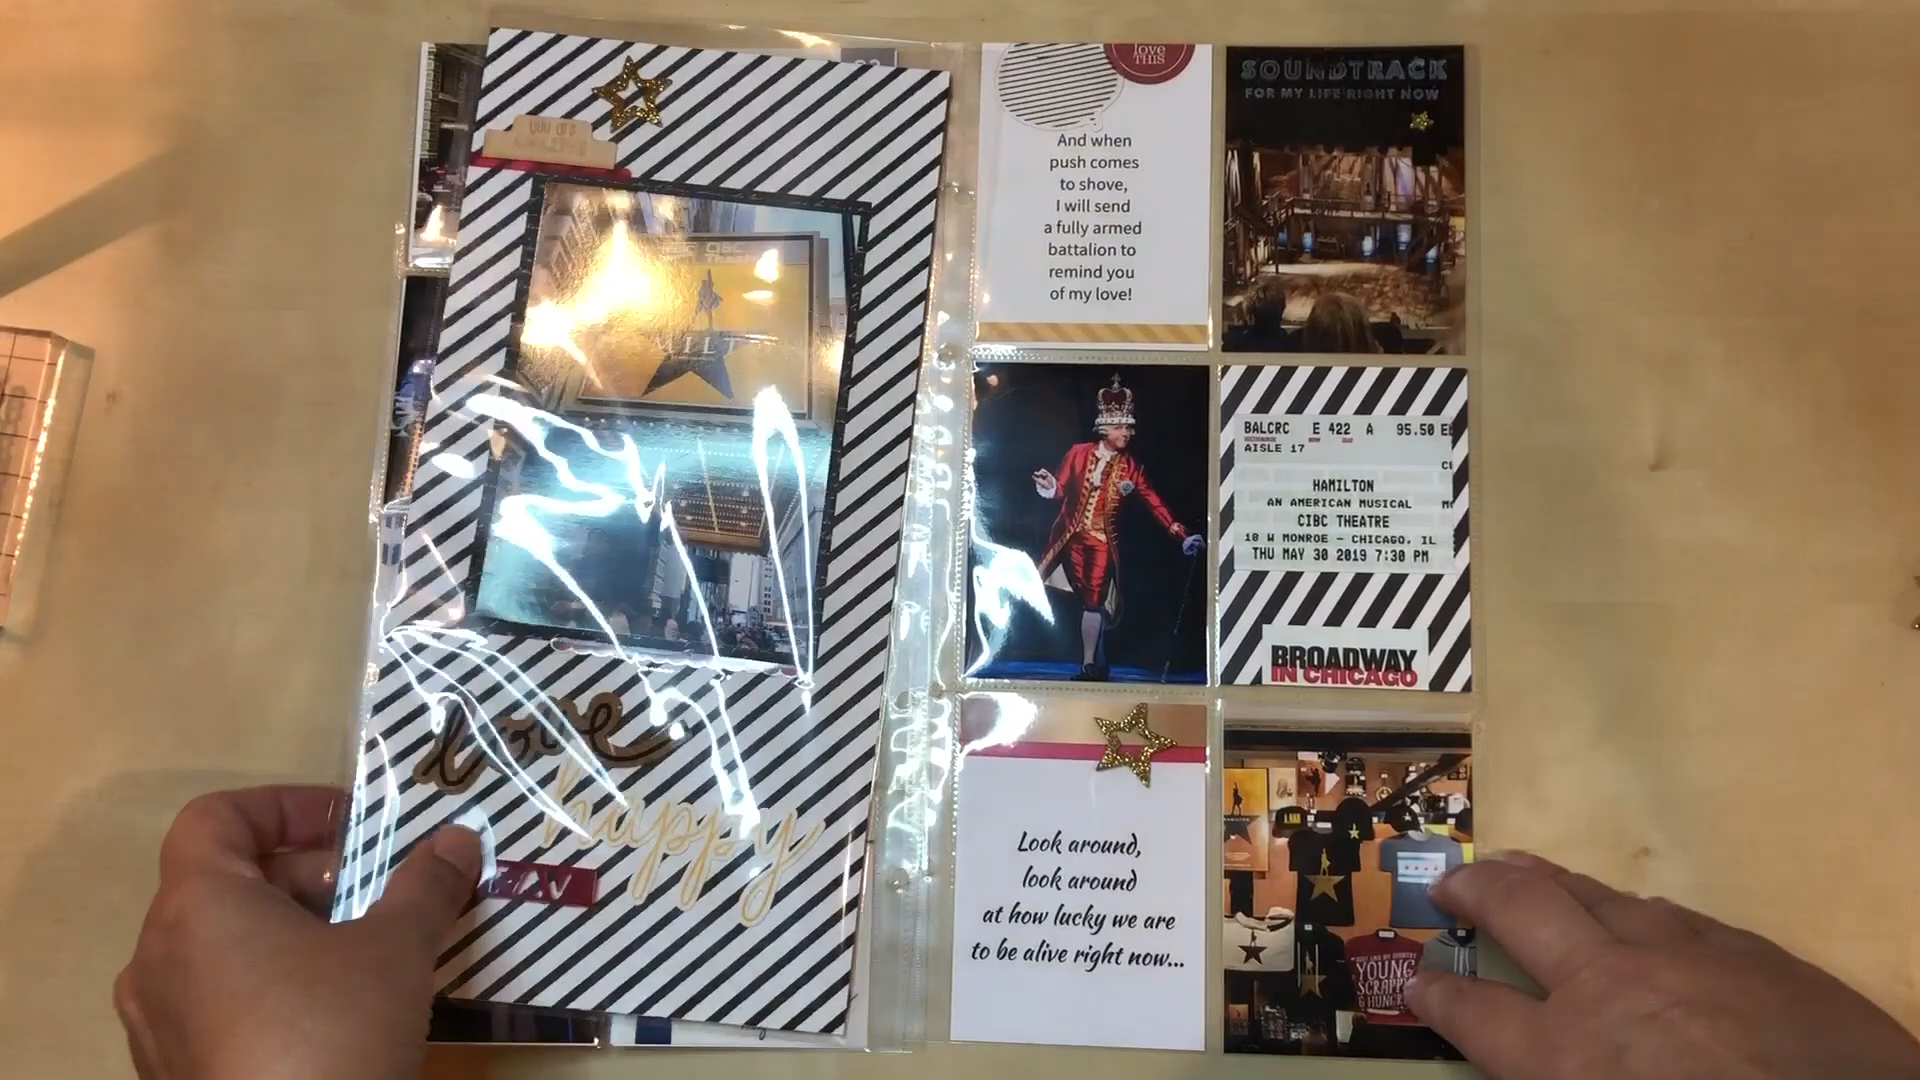 CIBC
Theatre
love
happy
love
THIS
And when
push comes
to shove,
I will send
a fully armed
battalion to
remind you
of my love!
SOUNDTRACK
FOR MY LIFE RIGHT NOW
BALCRC E 422 A 95.50
AISLE 17
HAMILTON
AN AMERICAN MUSICAL
CIBC THEATRE
18 W MONROE - CHICAGO, IL
THU MAY 30 2019 7:30 PM
BROADWAY
IN CHICAGO
Look around,
look around
at how lucky we are
to be alive right now...
YOUNG
SCRAPPY
& HUNGRY